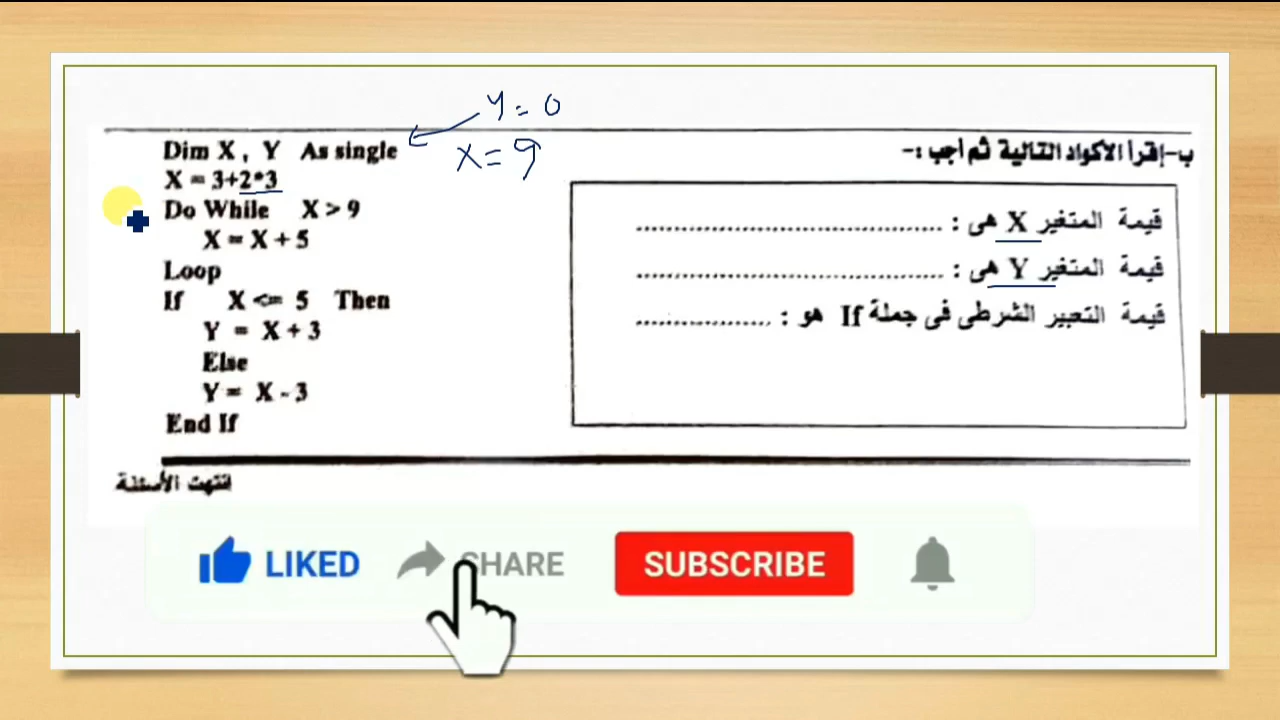 Y = 0
X = 9
ب-إقرأ الأكواد التالية ثم أجب :-
Dim X , Y As single
X = 3+2*3
Do While X > 9
X = X + 5
Loop
If X <= 5 Then
Y = X + 3
Else
Y = X - 3
End If
قيمة المتغير X هى : ........................................
قيمة المتغير Y هى : ........................................
قيمة التعبير الشرطى فى جملة If هو : ..................
انتهت الأسئلة
LIKED
SHARE
SUBSCRIBE